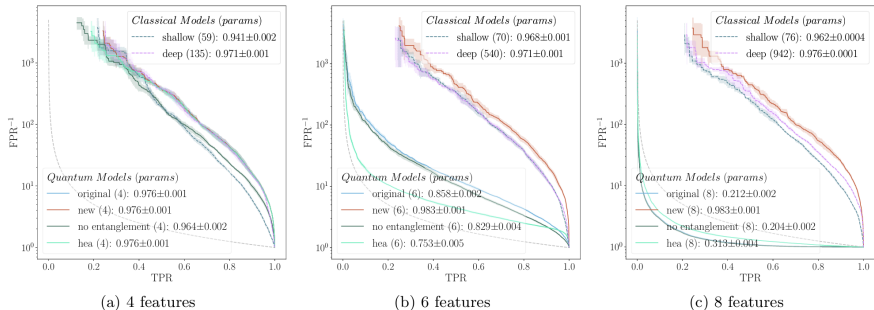 Classical Models (params)
shallow (59): 0.941±0.002
deep (135): 0.971±0.001
Quantum Models (params)
original (4): 0.976±0.001
new (4): 0.976±0.001
no entanglement (4): 0.964±0.002
hea (4): 0.976±0.001
FPR⁻¹
10³
10²
10¹
10⁰
0.0 0.2 0.4 0.6 0.8 1.0
TPR
(a) 4 features
Classical Models (params)
shallow (70): 0.968±0.001
deep (540): 0.971±0.001
Quantum Models (params)
original (6): 0.858±0.002
new (6): 0.983±0.001
no entanglement (6): 0.829±0.004
hea (6): 0.753±0.005
FPR⁻¹
10³
10²
10¹
10⁰
0.0 0.2 0.4 0.6 0.8 1.0
TPR
(b) 6 features
Classical Models (params)
shallow (76): 0.962±0.0004
deep (942): 0.976±0.0001
Quantum Models (params)
original (8): 0.212±0.002
new (8): 0.983±0.001
no entanglement (8): 0.204±0.002
hea (8): 0.313±0.004
FPR⁻¹
10³
10²
10¹
10⁰
0.0 0.2 0.4 0.6 0.8 1.0
TPR
(c) 8 features